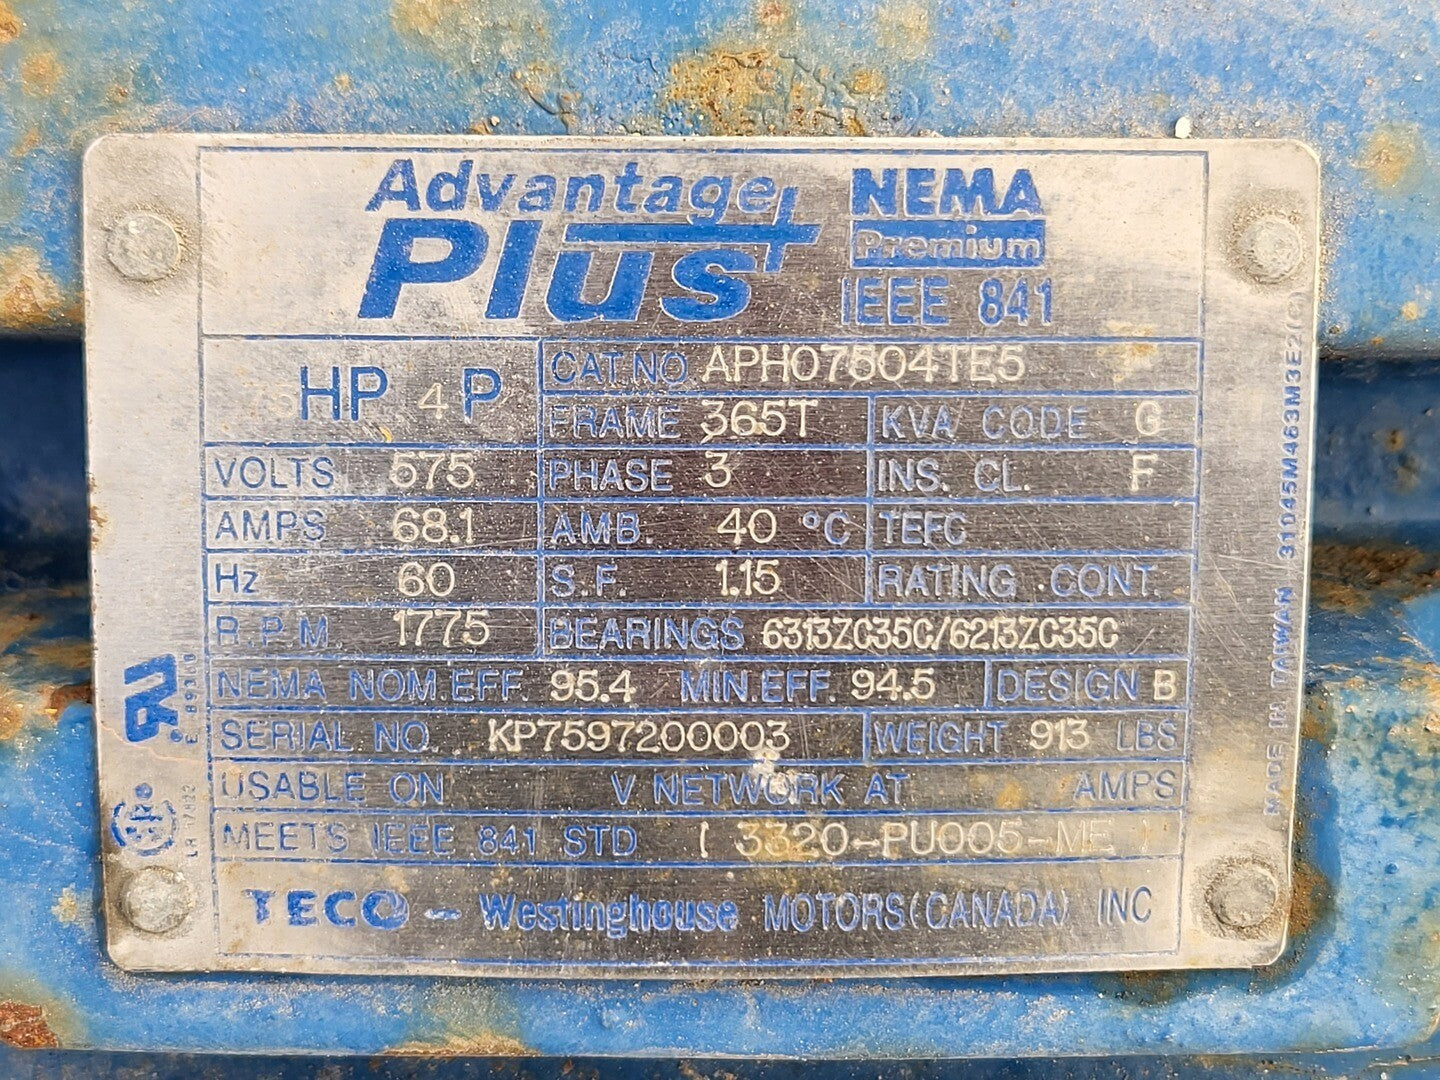 Advantage
Plus
NEMA
Premium
IEEE 841
75 HP 4 P
CAT.NO APH07504TE5
FRAME 365T KVA CODE G
VOLTS 575 PHASE 3 INS. CL. F
AMPS 68.1 AMB. 40 °C TEFC
Hz 60 S.F. 1.15 RATING CONT.
R.P.M. 1775 BEARINGS 6313ZC35C/6213ZC35C
NEMA NOM.EFF. 95.4 MIN.EFF. 94.5 DESIGN B
SERIAL NO. KP7597200003 WEIGHT 913 LBS
USABLE ON V NETWORK AT AMPS
MEETS IEEE 841 STD ( 3320-PU005-ME )
TECO - Westinghouse MOTORS(CANADA) INC
MADE IN TAIWAN